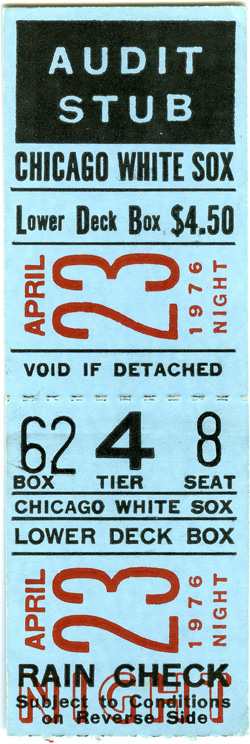 AUDIT
STUB
CHICAGO WHITE SOX
Lower Deck Box $4.50
APRIL 23 1976 NIGHT
VOID IF DETACHED
62 4 8
BOX TIER SEAT
CHICAGO WHITE SOX
LOWER DECK BOX
APRIL 23 1976 NIGHT
NIGHT
RAIN CHECK
Subject to Conditions
on Reverse Side